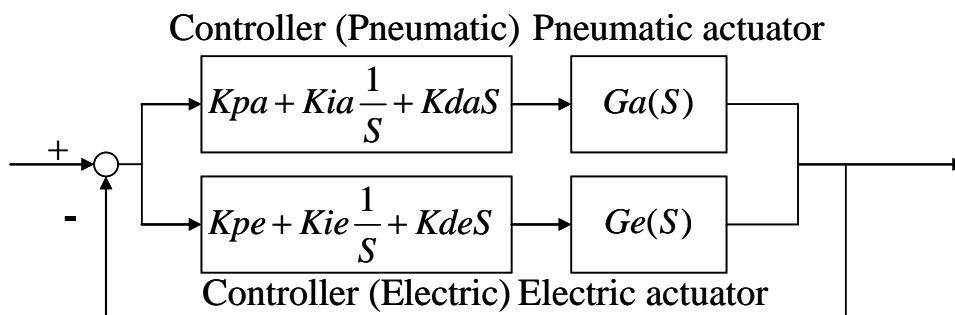 Controller (Pneumatic) Pneumatic actuator
Kpa + Kia 1/S + KdaS
Ga(S)
+
-
Kpe + Kie 1/S + KdeS
Ge(S)
Controller (Electric) Electric actuator